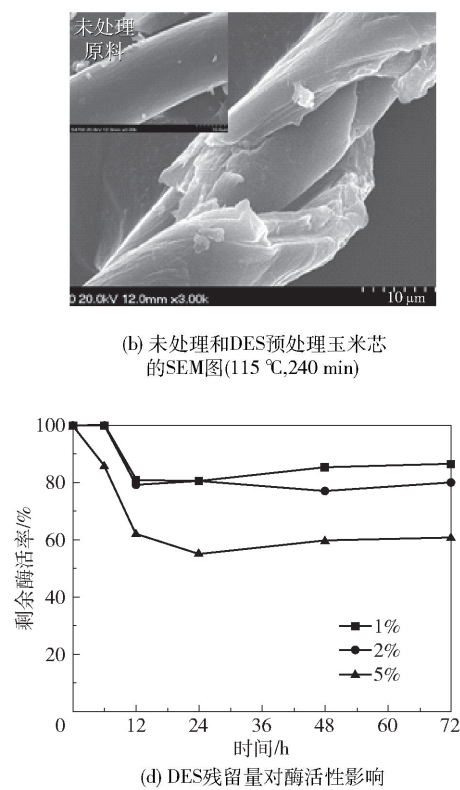 未处理
原料
0 20.0kV 12.0mm x3.00k
10 μm
(b) 未处理和DES预处理玉米芯
的SEM图(115 ℃,240 min)
100
80
60
40
20
0 12 24 36 48 60 72
剩余酶活率/%
1%
2%
5%
时间/h
(d) DES残留量对酶活性影响